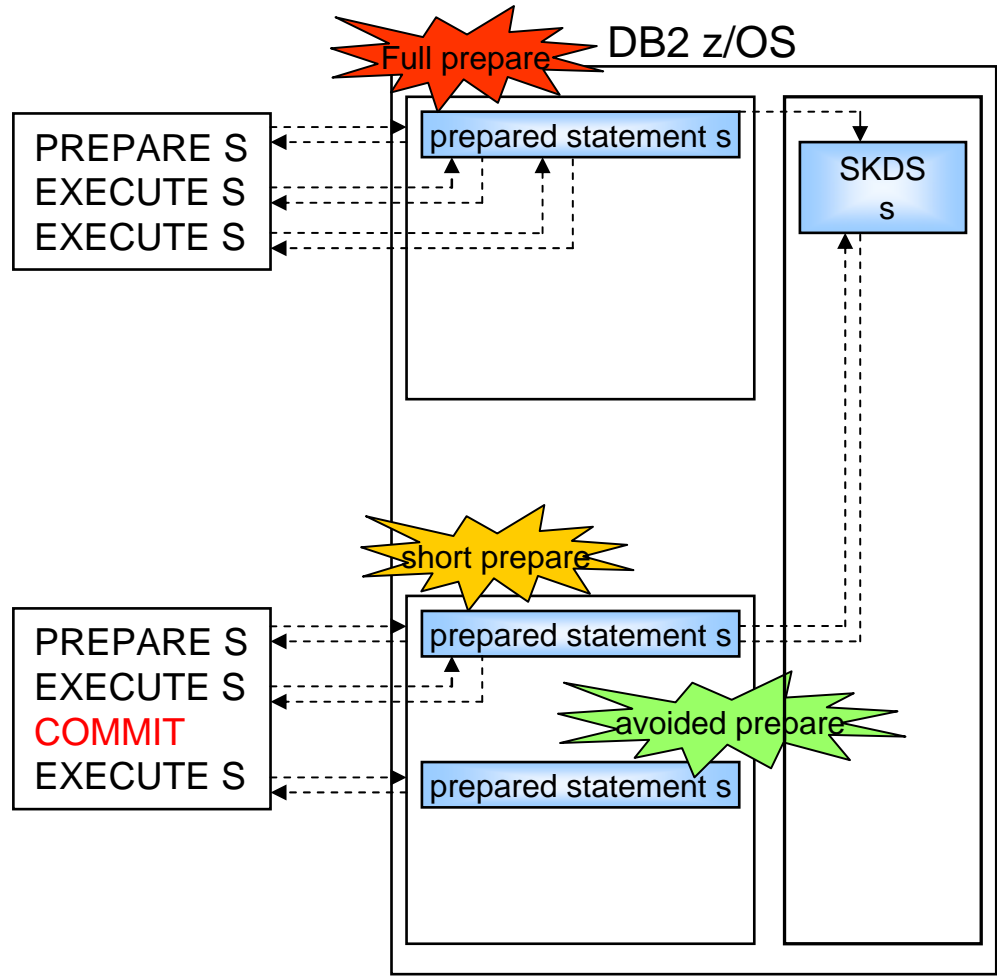 DB2 z/OS
Full prepare
PREPARE S
EXECUTE S
EXECUTE S
prepared statement s
SKDS
s
short prepare
PREPARE S
EXECUTE S
COMMIT
EXECUTE S
prepared statement s
avoided prepare
prepared statement s